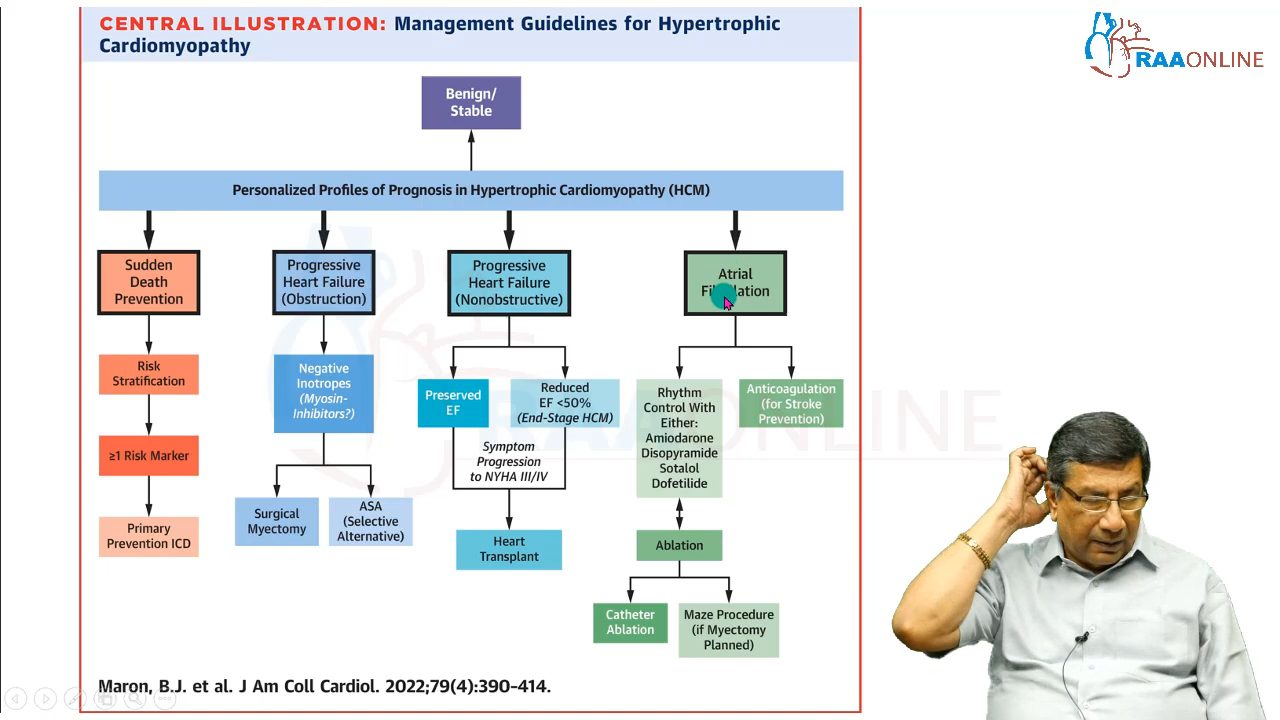 CENTRAL ILLUSTRATION: Management Guidelines for Hypertrophic
Cardiomyopathy
RAAONLINE
Benign/
Stable
Personalized Profiles of Prognosis in Hypertrophic Cardiomyopathy (HCM)
Sudden
Death
Prevention
Risk
Stratification
≥1 Risk Marker
Primary
Prevention ICD
Progressive
Heart Failure
(Obstruction)
Negative
Inotropes
(Myosin-
Inhibitors?)
Surgical
Myectomy
ASA
(Selective
Alternative)
Progressive
Heart Failure
(Nonobstructive)
Preserved
EF
Reduced
EF <50%
(End-Stage HCM)
Symptom
Progression
to NYHA III/IV
Heart
Transplant
Atrial
Rhythm
Control With
Either:
Amiodarone
Disopyramide
Sotalol
Dofetilide
Anticoagulation
(for Stroke
Prevention)
Ablation
Catheter
Ablation
Maze Procedure
(if Myectomy
Planned)
RAAONLINE
Maron, B.J. et al. J Am Coll Cardiol. 2022;79(4):390-414.